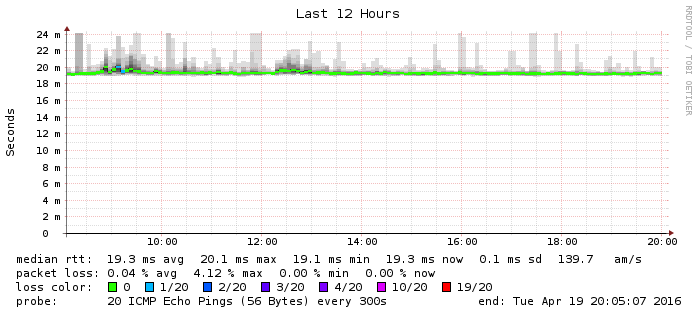 Last 12 Hours
RRDTOOL / TOBI OETIKER
Seconds
24 m
22 m
20 m
18 m
16 m
14 m
12 m
10 m
8 m
6 m
4 m
2 m
0
10:00 12:00 14:00 16:00 18:00 20:00
median rtt: 19.3 ms avg 20.1 ms max 19.1 ms min 19.3 ms now 0.1 ms sd 139.7 am/s
packet loss: 0.04 % avg 4.12 % max 0.00 % min 0.00 % now
loss color: 0 1/20 2/20 3/20 4/20 10/20 19/20
probe: 20 ICMP Echo Pings (56 Bytes) every 300s end: Tue Apr 19 20:05:07 2016